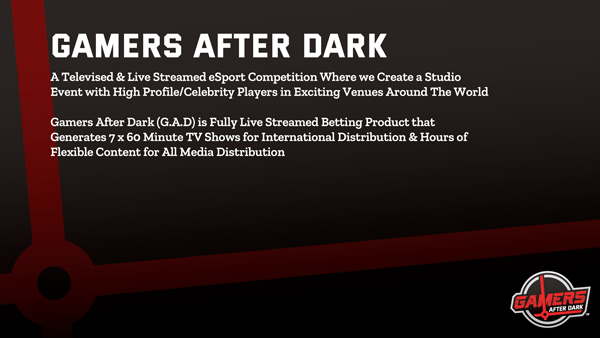 GAMERS AFTER DARK
A Televised & Live Streamed eSport Competition Where we Create a Studio
Event with High Profile/Celebrity Players in Exciting Venues Around The World
Gamers After Dark (G.A.D) is Fully Live Streamed Betting Product that
Generates 7 x 60 Minute TV Shows for International Distribution & Hours of
Flexible Content for All Media Distribution
GAMERS
AFTER DARK